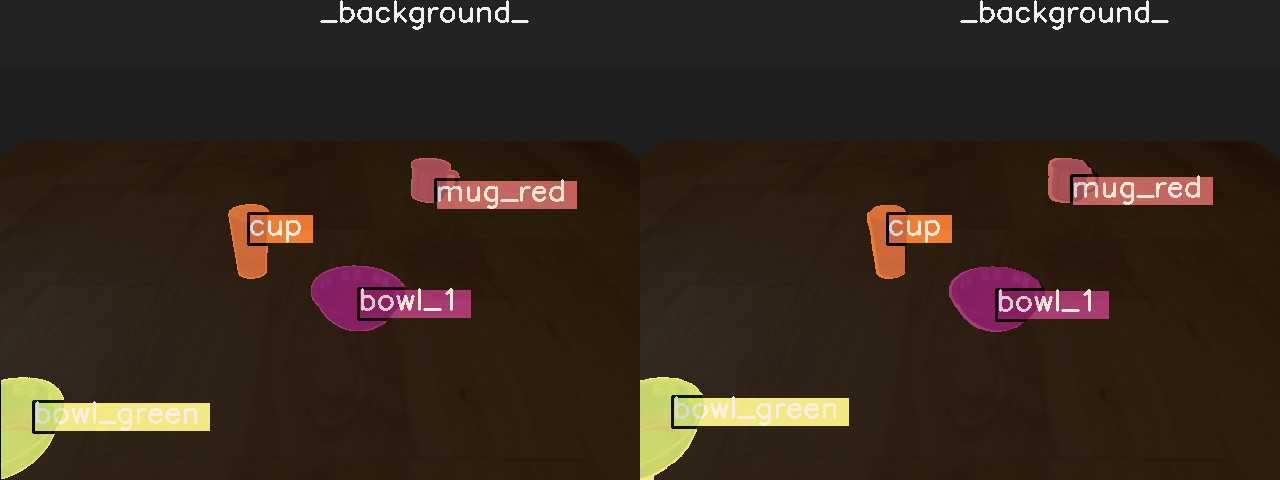 _background_
_background_
mug_red
mug_red
cup
cup
bowl_1
bowl_1
bowl_green
bowl_green